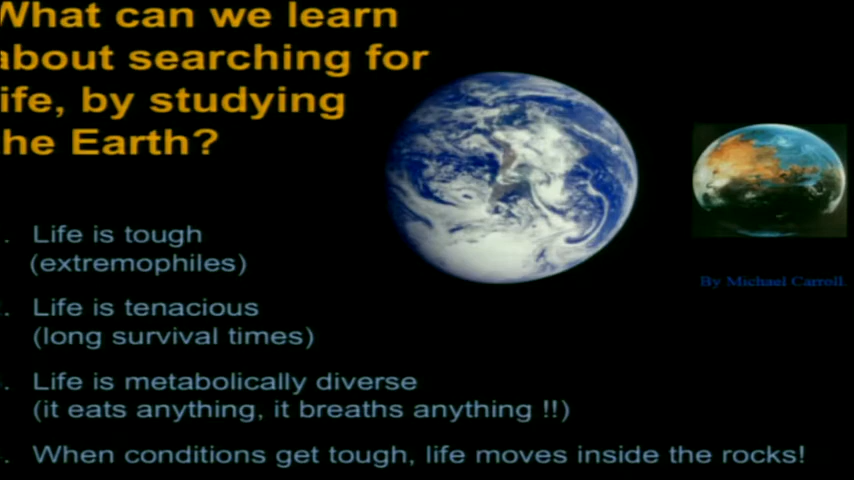 What can we learn
about searching for
ife, by studying
he Earth?
. Life is tough
(extremophiles)
By Michael Carroll.
. Life is tenacious
(long survival times)
. Life is metabolically diverse
(it eats anything, it breaths anything !!)
. When conditions get tough, life moves inside the rocks!